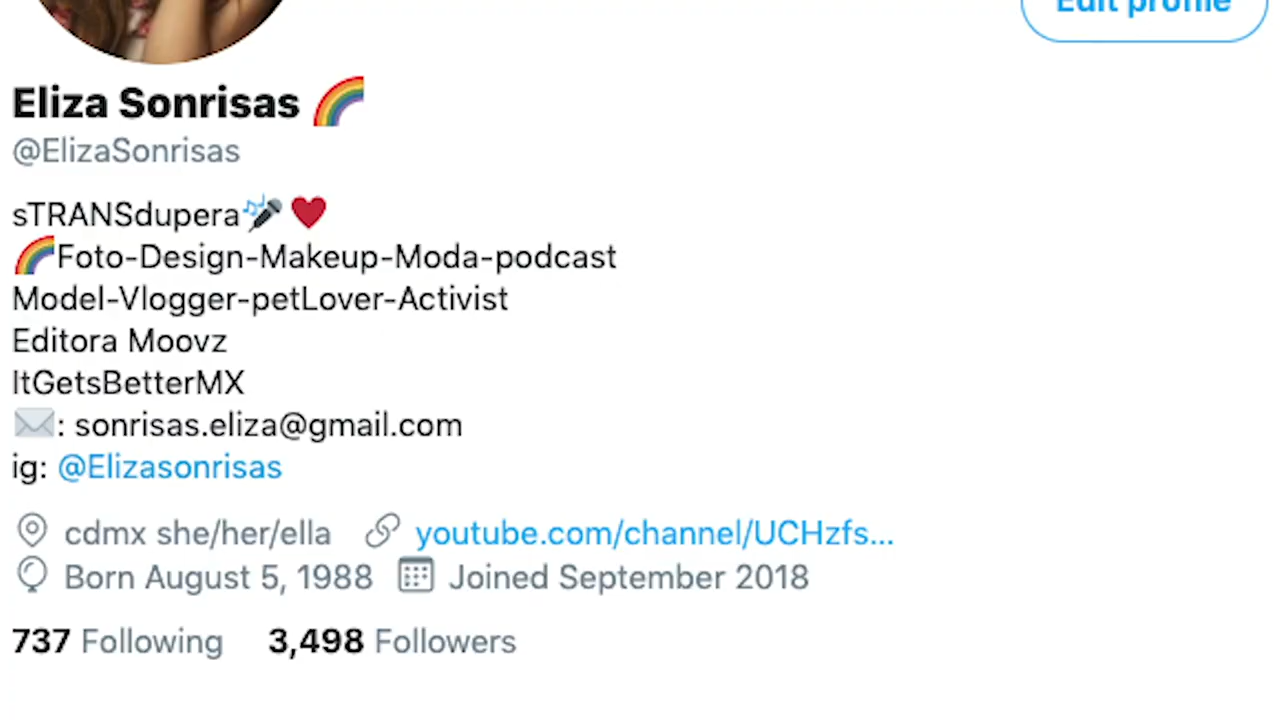 Edit profile
Eliza Sonrisas 🌈
@ElizaSonrisas
sTRANSdupera🎤❤️
🌈Foto-Design-Makeup-Moda-podcast
Model-Vlogger-petLover-Activist
Editora Moovz
ItGetsBetterMX
✉️: sonrisas.eliza@gmail.com
ig: @Elizasonrisas
cdmx she/her/ella youtube.com/channel/UCHzfs...
Born August 5, 1988 Joined September 2018
737 Following 3,498 Followers